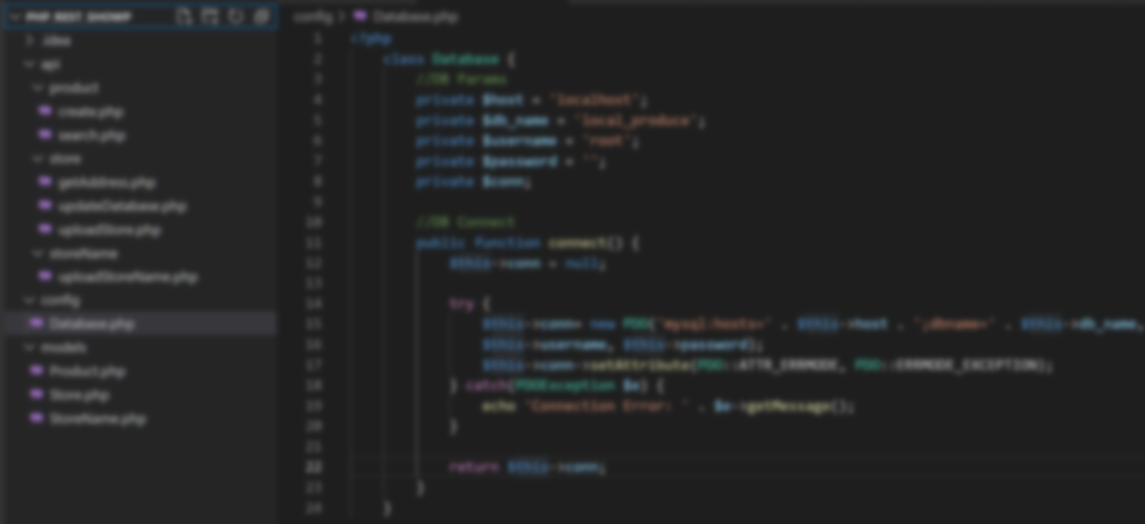 PHP_REST_SHOWP
.idea
api
product
create.php
search.php
store
getAddress.php
updateDatabase.php
uploadStore.php
storeName
uploadStoreName.php
config
Database.php
models
Product.php
Store.php
StoreName.php
config > Database.php
1 <?php
2 class Database {
3 //DB Params
4 private $host = 'localhost';
5 private $db_name = 'local_produce';
6 private $username = 'root';
7 private $password = '';
8 private $conn;
9
10 //DB Connect
11 public function connect() {
12 $this->conn = null;
13
14 try {
15 $this->conn= new PDO('mysql:host=' . $this->host . ';dbname=' . $this->db_name,
16 $this->username, $this->password);
17 $this->conn->setAttribute(PDO::ATTR_ERRMODE, PDO::ERRMODE_EXCEPTION);
18 } catch(PDOException $e) {
19 echo 'Connection Error: ' . $e->getMessage();
20 }
21
22 return $this->conn;
23 }
24 }